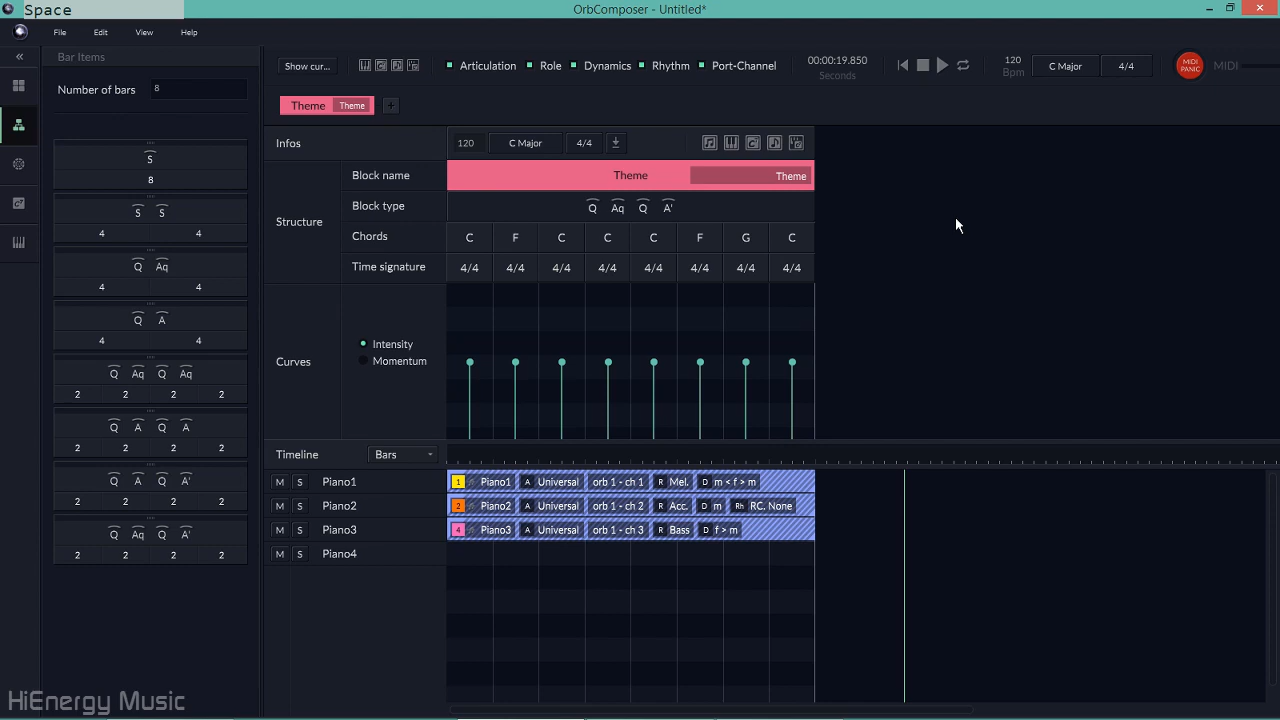 Space
OrbComposer - Untitled*
File Edit View Help
Bar Items
Show cur...
Articulation Role Dynamics Rhythm Port-Channel
00:00:19.850
Seconds
120
Bpm
C Major
4/4
MIDI
PANIC
MIDI
Number of bars 8
Theme Theme
S
8
S S
4 4
Q Aq
4 4
Q A
4 4
Q Aq Q Aq
2 2 2 2
Q A Q A
2 2 2 2
Q A Q A'
2 2 2 2
Q Aq Q A'
2 2 2 2
Infos 120 C Major 4/4
Structure
Block name Theme Theme
Block type Q Aq Q A'
Chords C F C C C F G C
Time signature 4/4 4/4 4/4 4/4 4/4 4/4 4/4 4/4
Curves
Intensity
Momentum
Timeline Bars
M S Piano1 1 Piano1 A Universal orb 1 - ch 1 R Mel. D m < f > m
M S Piano2 2 Piano2 A Universal orb 1 - ch 2 R Acc. D m Rh RC. None
M S Piano3 4 Piano3 A Universal orb 1 - ch 3 R Bass D f > m
M S Piano4
HiEnergy Music